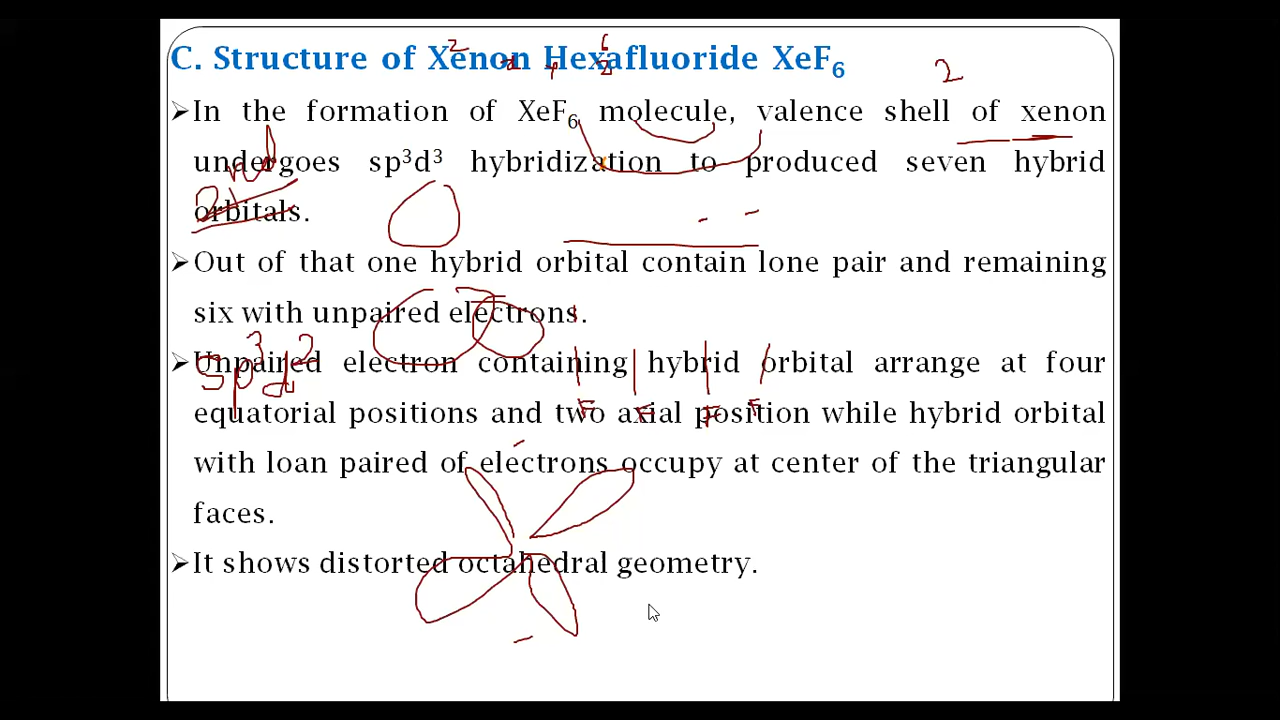 C. Structure of Xenon Hexafluoride XeF₆
➢In the formation of XeF₆ molecule, valence shell of xenon
undergoes sp³d³ hybridization to produced seven hybrid
orbitals.
➢Out of that one hybrid orbital contain lone pair and remaining
six with unpaired electrons.
➢Unpaired electron containing hybrid orbital arrange at four
sp³d²
equatorial positions and two axial position while hybrid orbital
F F F F
with loan paired of electrons occupy at center of the triangular
faces.
➢It shows distorted octahedral geometry.